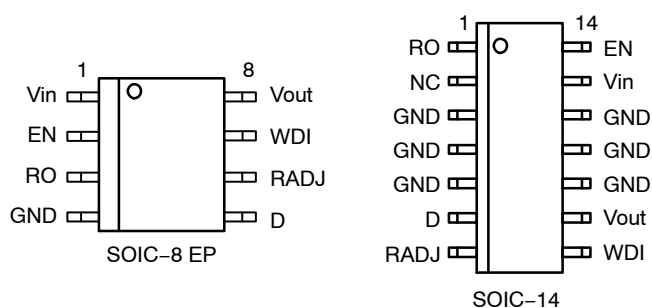 1 8
Vin Vout
EN WDI
RO RADJ
GND D
SOIC−8 EP
1 14
RO EN
NC Vin
GND GND
GND GND
GND GND
D Vout
RADJ WDI
SOIC−14